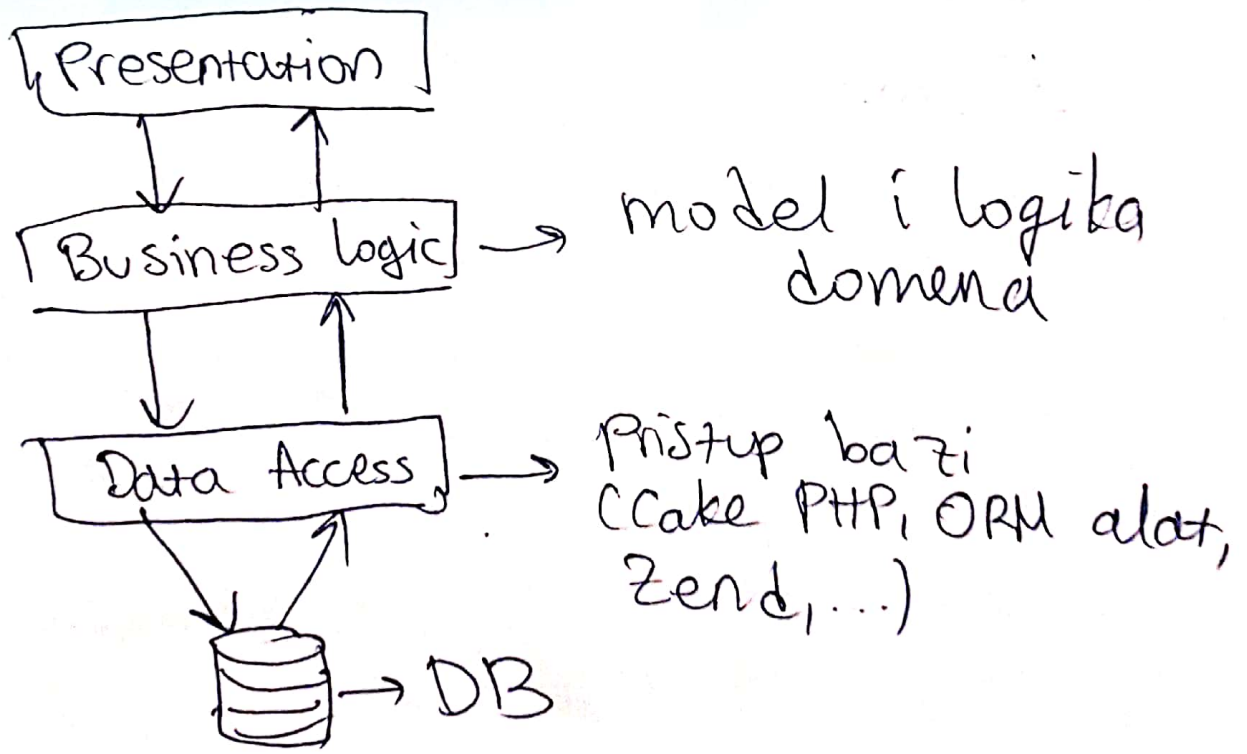 Presentation
Business Logic
model i logika
domena
Data Access
Pristup bazi
(Cake PHP, ORM alat,
Zend, ...)
DB